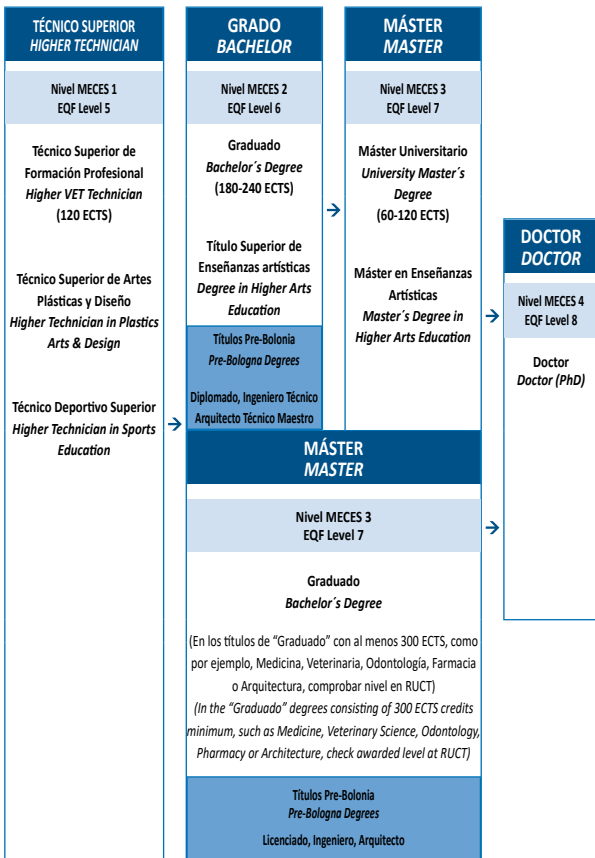 TÉCNICO SUPERIOR
HIGHER TECHNICIAN
Nivel MECES 1
EQF Level 5
Técnico Superior de
Formación Profesional
Higher VET Technician
(120 ECTS)
Técnico Superior de Artes
Plásticas y Diseño
Higher Technician in Plastics
Arts & Design
Técnico Deportivo Superior
Higher Technician in Sports
Education
→
GRADO
BACHELOR
Nivel MECES 2
EQF Level 6
Graduado
Bachelor´s Degree
(180-240 ECTS)
Título Superior de
Enseñanzas artísticas
Degree in Higher Arts
Education
Títulos Pre-Bolonia
Pre-Bologna Degrees
Diplomado, Ingeniero Técnico
Arquitecto Técnico Maestro
→
MÁSTER
MASTER
Nivel MECES 3
EQF Level 7
Máster Universitario
University Master´s
Degree
(60-120 ECTS)
Máster en Enseñanzas
Artísticas
Master´s Degree in
Higher Arts Education
→
MÁSTER
MASTER
Nivel MECES 3
EQF Level 7
Graduado
Bachelor´s Degree
(En los títulos de “Graduado” con al menos 300 ECTS, como
por ejemplo, Medicina, Veterinaria, Odontología, Farmacia
o Arquitectura, comprobar nivel en RUCT)
(In the “Graduado” degrees consisting of 300 ECTS credits
minimum, such as Medicine, Veterinary Science, Odontology,
Pharmacy or Architecture, check awarded level at RUCT)
Títulos Pre-Bolonia
Pre-Bologna Degrees
Licenciado, Ingeniero, Arquitecto
→
DOCTOR
DOCTOR
Nivel MECES 4
EQF Level 8
Doctor
Doctor (PhD)